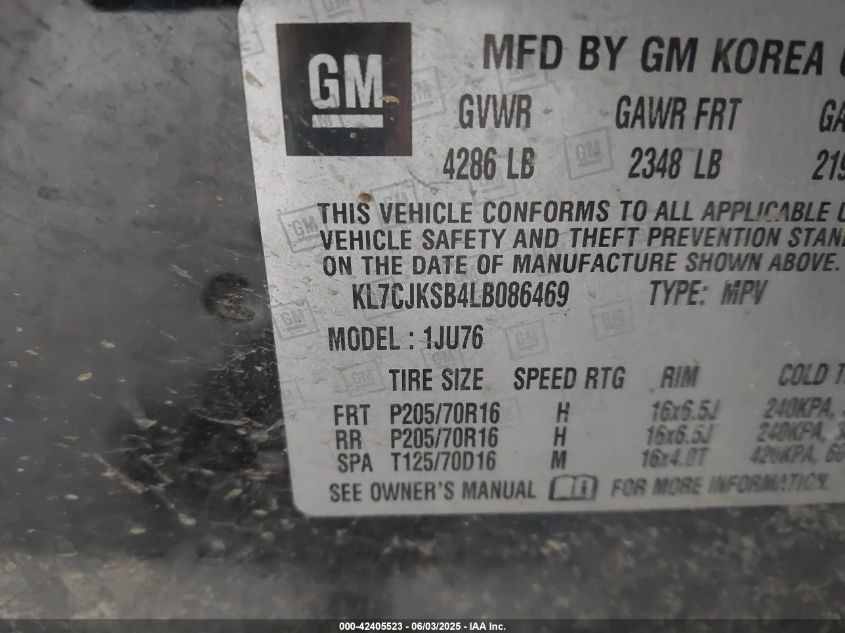 GM MFD BY GM KOREA
GVWR GAWR FRT
4286 LB 2348 LB
THIS VEHICLE CONFORMS TO ALL APPLICABLE
VEHICLE SAFETY AND THEFT PREVENTION
ON THE DATE OF MANUFACTURE SHOWN ABOVE.
KL7CJKSB4LB086469 TYPE: MPV
MODEL : 1JU76
TIRE SIZE SPEED RTG RIM COLD
FRT P205/70R16 H 16x6.5J 240KPA,
RR P205/70R16 H 16x6.5J 240KPA,
SPA T125/70D16 M 16x4.0T 420KPA,
SEE OWNER'S MANUAL FOR MORE INFORMATION.
000-42405523 - 06/03/2025 - IAA Inc.